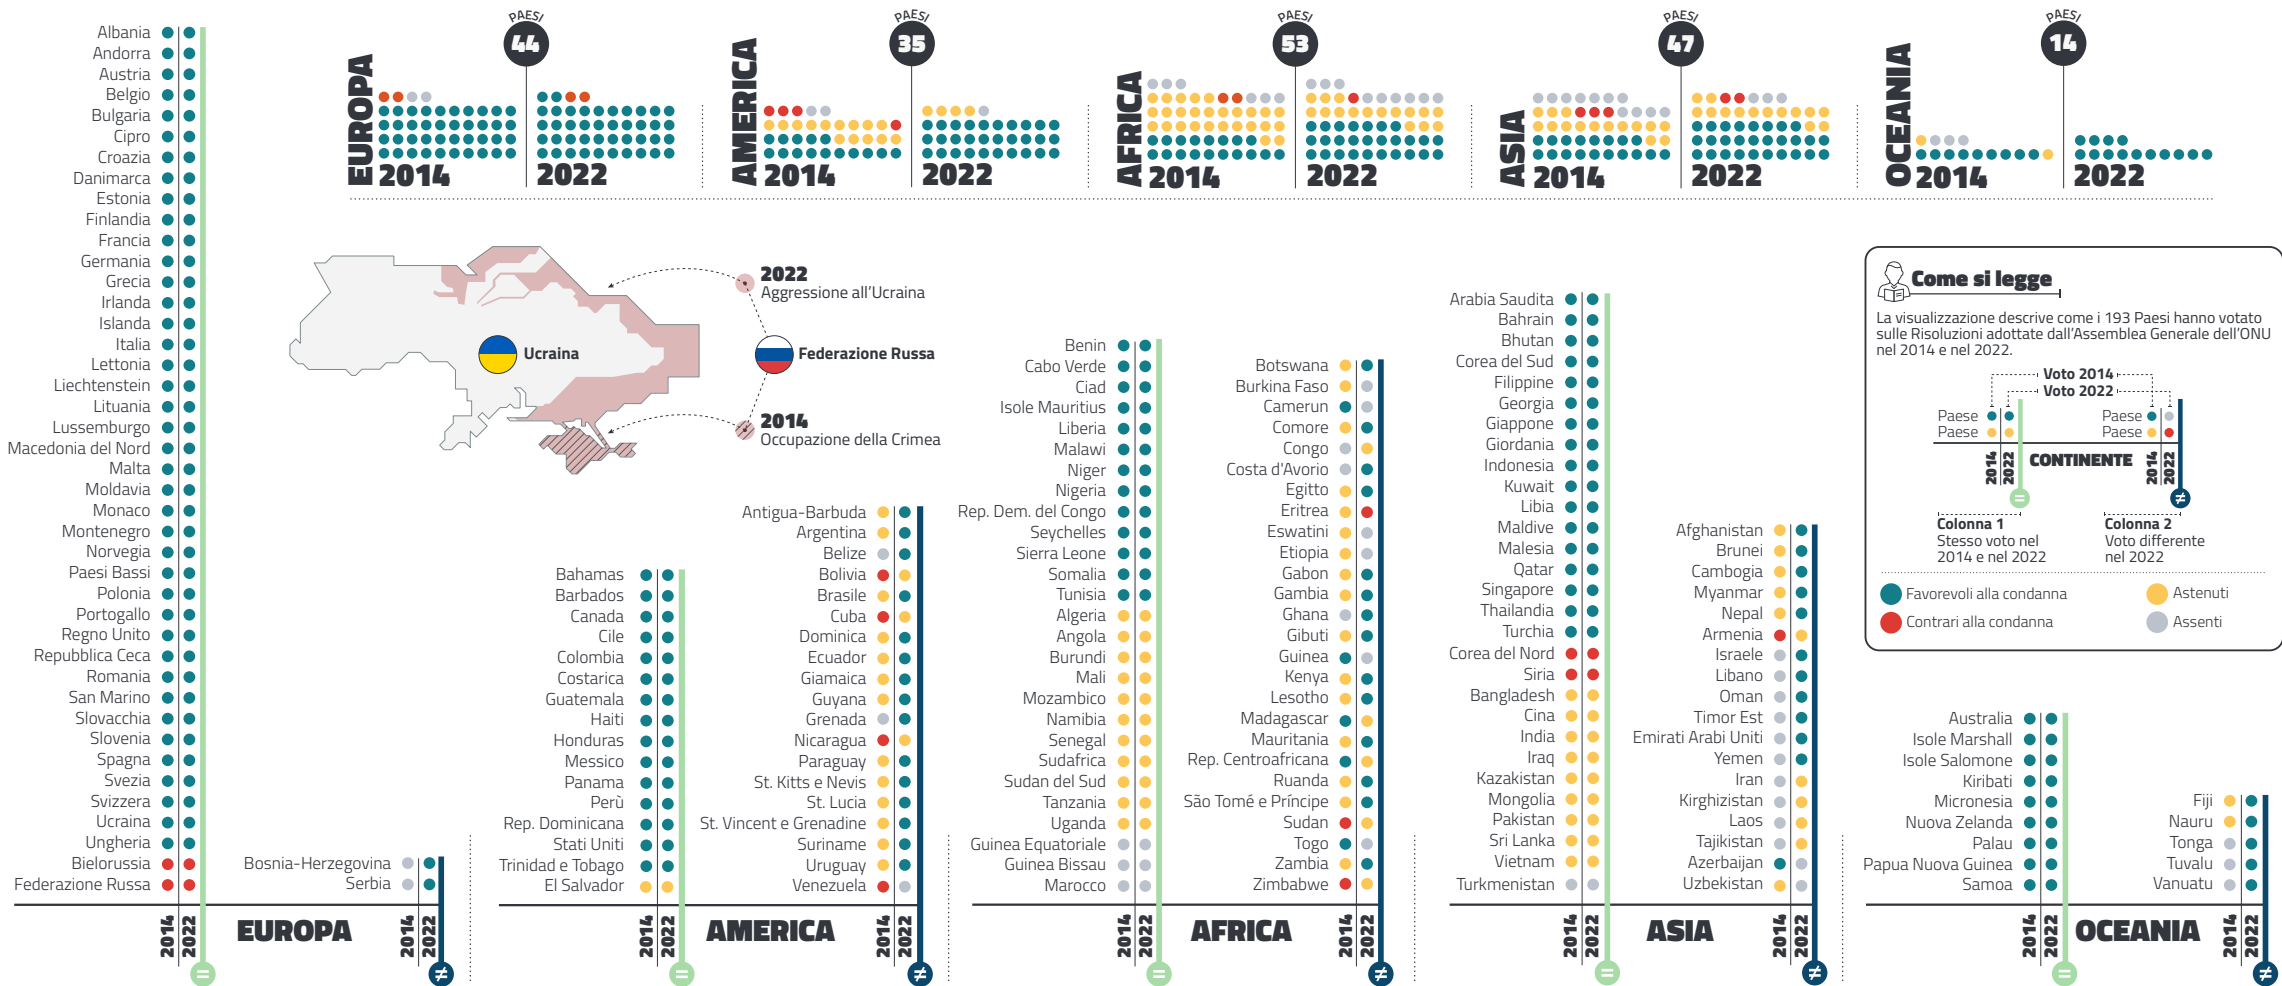 Albania
Andorra
Austria
Belgio
Bulgaria
Cipro
Croazia
Danimarca
Estonia
Finlandia
Francia
Germania
Grecia
Irlanda
Islanda
Italia
Lettonia
Liechtenstein
Lituania
Lussemburgo
Macedonia del Nord
Malta
Moldavia
Monaco
Montenegro
Norvegia
Paesi Bassi
Polonia
Portogallo
Regno Unito
Repubblica Ceca
Romania
San Marino
Slovacchia
Slovenia
Spagna
Svezia
Svizzera
Ucraina
Ungheria
Bielorussia
Federazione Russa
2014
2022
=
Bosnia-Herzegovina
Serbia
2014
2022
≠
EUROPA
EUROPA
PAESI
44
2014
2022
AMERICA
PAESI
35
2014
2022
AFRICA
PAESI
53
2014
2022
ASIA
PAESI
47
2014
2022
OCEANIA
PAESI
14
2014
2022
2022
Aggressione all'Ucraina
Ucraina
Federazione Russa
2014
Occupazione della Crimea
Bahamas
Barbados
Canada
Cile
Colombia
Costarica
Guatemala
Haiti
Honduras
Messico
Panama
Perù
Rep. Dominicana
Stati Uniti
Trinidad e Tobago
El Salvador
2014
2022
=
Antigua-Barbuda
Argentina
Belize
Bolivia
Brasile
Cuba
Dominica
Ecuador
Giamaica
Guyana
Grenada
Nicaragua
Paraguay
St. Kitts e Nevis
St. Lucia
St. Vincent e Grenadine
Suriname
Uruguay
Venezuela
2014
2022
≠
AMERICA
Benin
Cabo Verde
Ciad
Isole Mauritius
Liberia
Malawi
Niger
Nigeria
Rep. Dem. del Congo
Seychelles
Sierra Leone
Somalia
Tunisia
Algeria
Angola
Burundi
Mali
Mozambico
Namibia
Senegal
Sudafrica
Sudan del Sud
Tanzania
Uganda
Guinea Equatoriale
Guinea Bissau
Marocco
2014
2022
=
Botswana
Burkina Faso
Camerun
Comore
Congo
Costa d'Avorio
Egitto
Eritrea
Eswatini
Etiopia
Gabon
Gambia
Ghana
Gibuti
Guinea
Kenya
Lesotho
Madagascar
Mauritania
Rep. Centroafricana
Ruanda
São Tomé e Príncipe
Sudan
Togo
Zambia
Zimbabwe
2014
2022
≠
AFRICA
Arabia Saudita
Bahrain
Bhutan
Corea del Sud
Filippine
Georgia
Giappone
Giordania
Indonesia
Kuwait
Libia
Maldive
Malesia
Qatar
Singapore
Thailandia
Turchia
Corea del Nord
Siria
Bangladesh
Cina
India
Iraq
Kazakistan
Mongolia
Pakistan
Sri Lanka
Vietnam
Turkmenistan
2014
2022
=
Afghanistan
Brunei
Cambogia
Myanmar
Nepal
Armenia
Israele
Libano
Oman
Timor Est
Emirati Arabi Uniti
Yemen
Iran
Kirghizistan
Laos
Tajikistan
Azerbaijan
Uzbekistan
2014
2022
≠
ASIA
Come si legge
La visualizzazione descrive come i 193 Paesi hanno votato
sulle Risoluzioni adottate dall'Assemblea Generale dell'ONU
nel 2014 e nel 2022.
Voto 2014
Voto 2022
Paese
Paese
Paese
Paese
2014
2022
CONTINENTE
2014
2022
=
≠
Colonna 1
Stesso voto nel
2014 e nel 2022
Colonna 2
Voto differente
nel 2022
Favorevoli alla condanna
Astenuti
Contrari alla condanna
Assenti
Australia
Isole Marshall
Isole Salomone
Kiribati
Micronesia
Nuova Zelanda
Palau
Papua Nuova Guinea
Samoa
2014
2022
=
Fiji
Nauru
Tonga
Tuvalu
Vanuatu
2014
2022
≠
OCEANIA